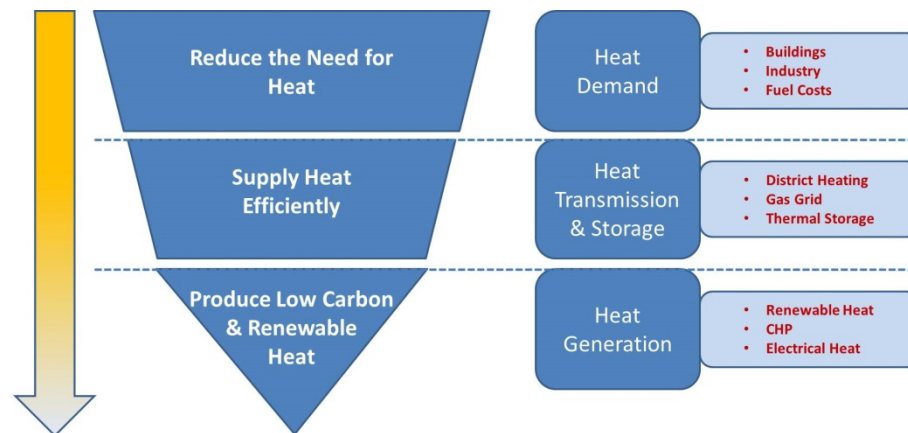 Reduce the Need for
Heat
Heat
Demand
• Buildings
• Industry
• Fuel Costs
Supply Heat
Efficiently
Heat
Transmission
& Storage
• District Heating
• Gas Grid
• Thermal Storage
Produce Low Carbon
& Renewable
Heat
Heat
Generation
• Renewable Heat
• CHP
• Electrical Heat